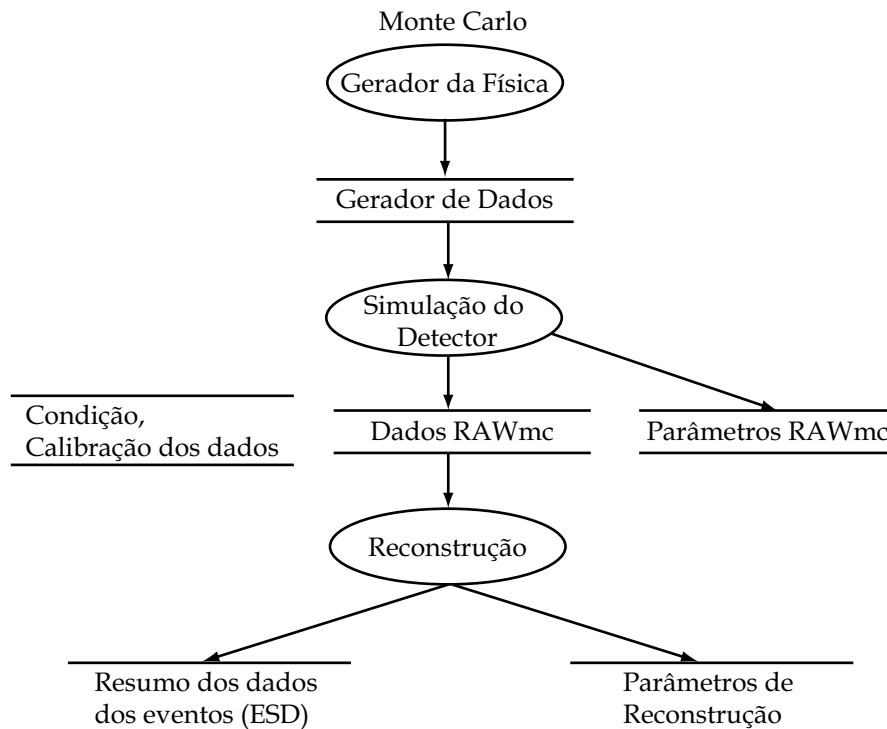 Monte Carlo
Gerador da Física
Gerador de Dados
Simulação do
Detector
Condição,
Calibração dos dados
Dados RAWmc
Parâmetros RAWmc
Reconstrução
Resumo dos dados
dos eventos (ESD)
Parâmetros de
Reconstrução